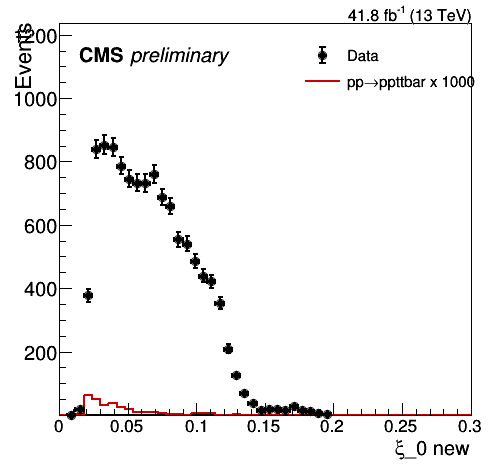 41.8 fb⁻¹ (13 TeV)
Events
CMS preliminary
Data
pp→ppttbar x 1000
1200
1000
800
600
400
200
0 0.05 0.1 0.15 0.2 0.25 0.3
ξ_0 new